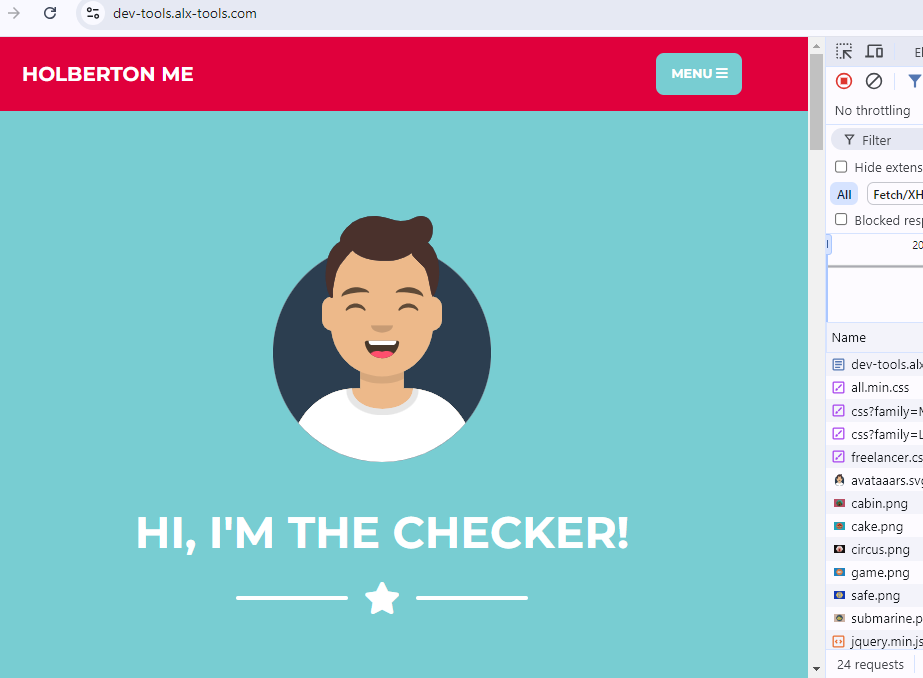 dev-tools.alx-tools.com
HOLBERTON ME
MENU
HI, I'M THE CHECKER!
No throttling
Filter
Hide extens
All Fetch/XH
Blocked res
20
Name
dev-tools.alx
all.min.css
css?family=M
css?family=L
freelancer.cs
avataaars.svg
cabin.png
cake.png
circus.png
game.png
safe.png
submarine.p
jquery.min.js
24 requests